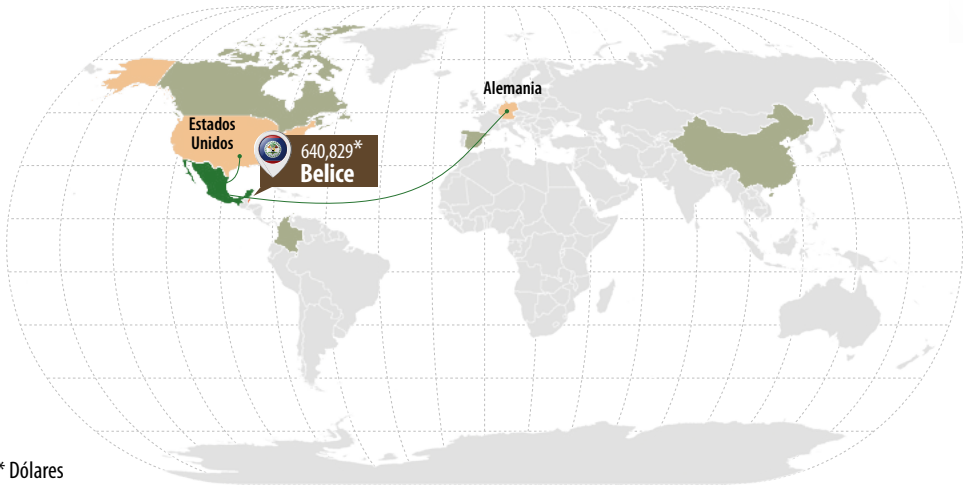 Alemania
Estados
Unidos
640,829*
Belice
* Dólares